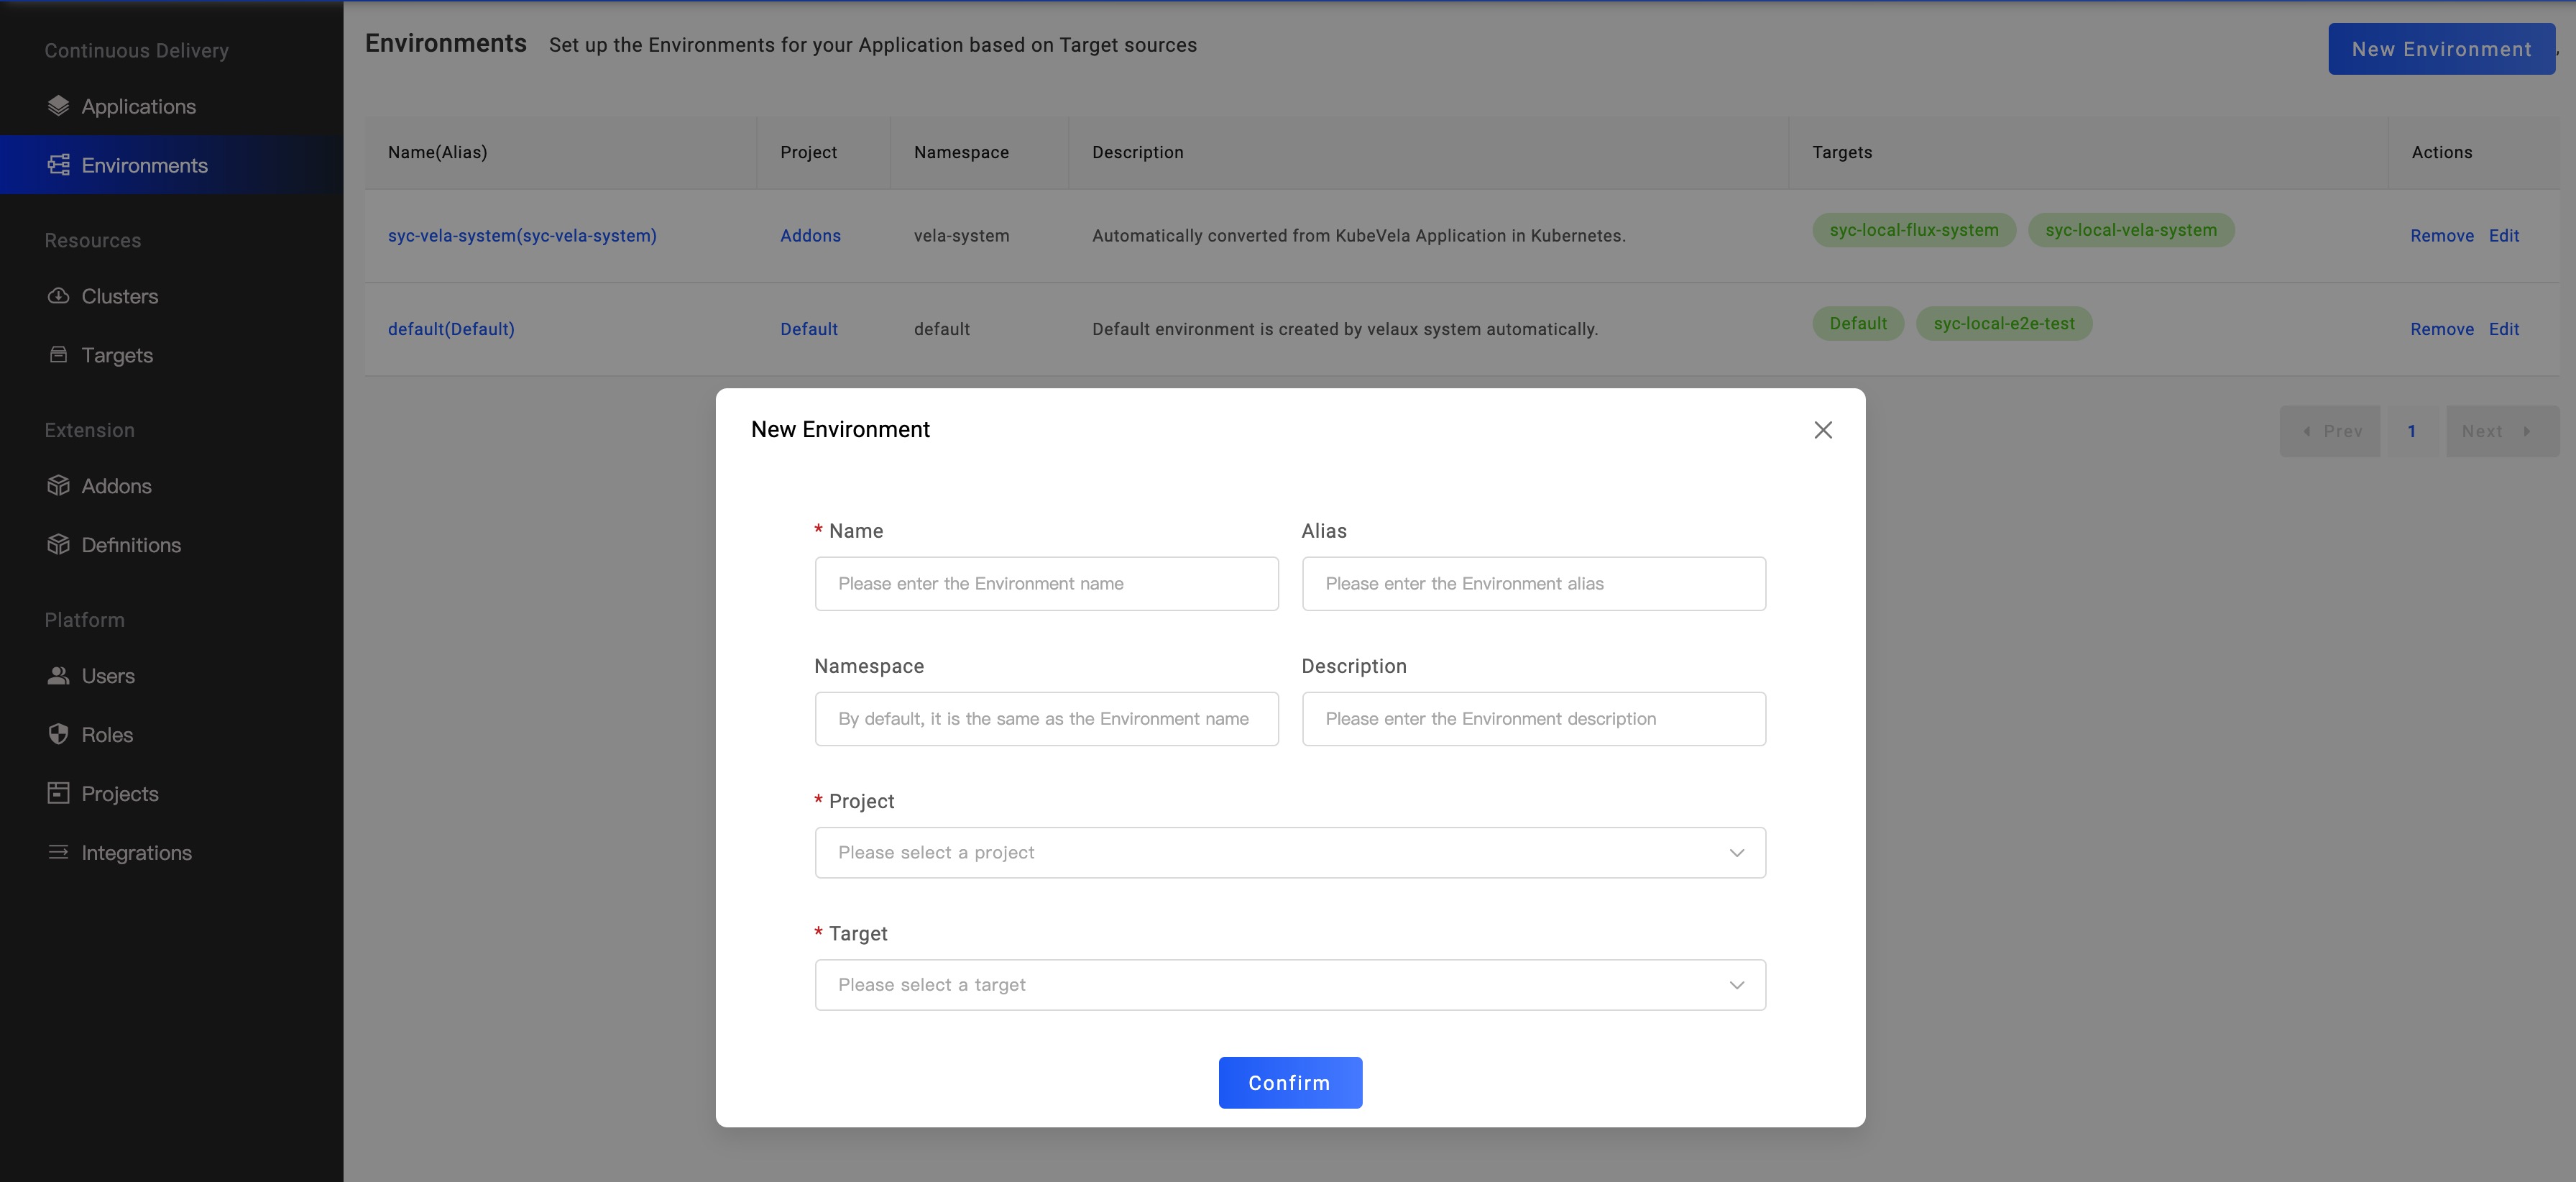 Continuous Delivery
Applications
Environments
Resources
Clusters
Targets
Extension
Addons
Definitions
Platform
Users
Roles
Projects
Integrations
Environments Set up the Environments for your Application based on Target sources
New Environment
Name(Alias) Project Namespace Description Targets Actions
syc-vela-system(syc-vela-system) Addons vela-system Automatically converted from KubeVela Application in Kubernetes. syc-local-flux-system syc-local-vela-system Remove Edit
default(Default) Default default Default environment is created by velaux system automatically. Default syc-local-e2e-test Remove Edit
Prev 1 Next
New Environment
* Name Alias
Please enter the Environment name Please enter the Environment alias
Namespace Description
By default, it is the same as the Environment name Please enter the Environment description
* Project
Please select a project
* Target
Please select a target
Confirm